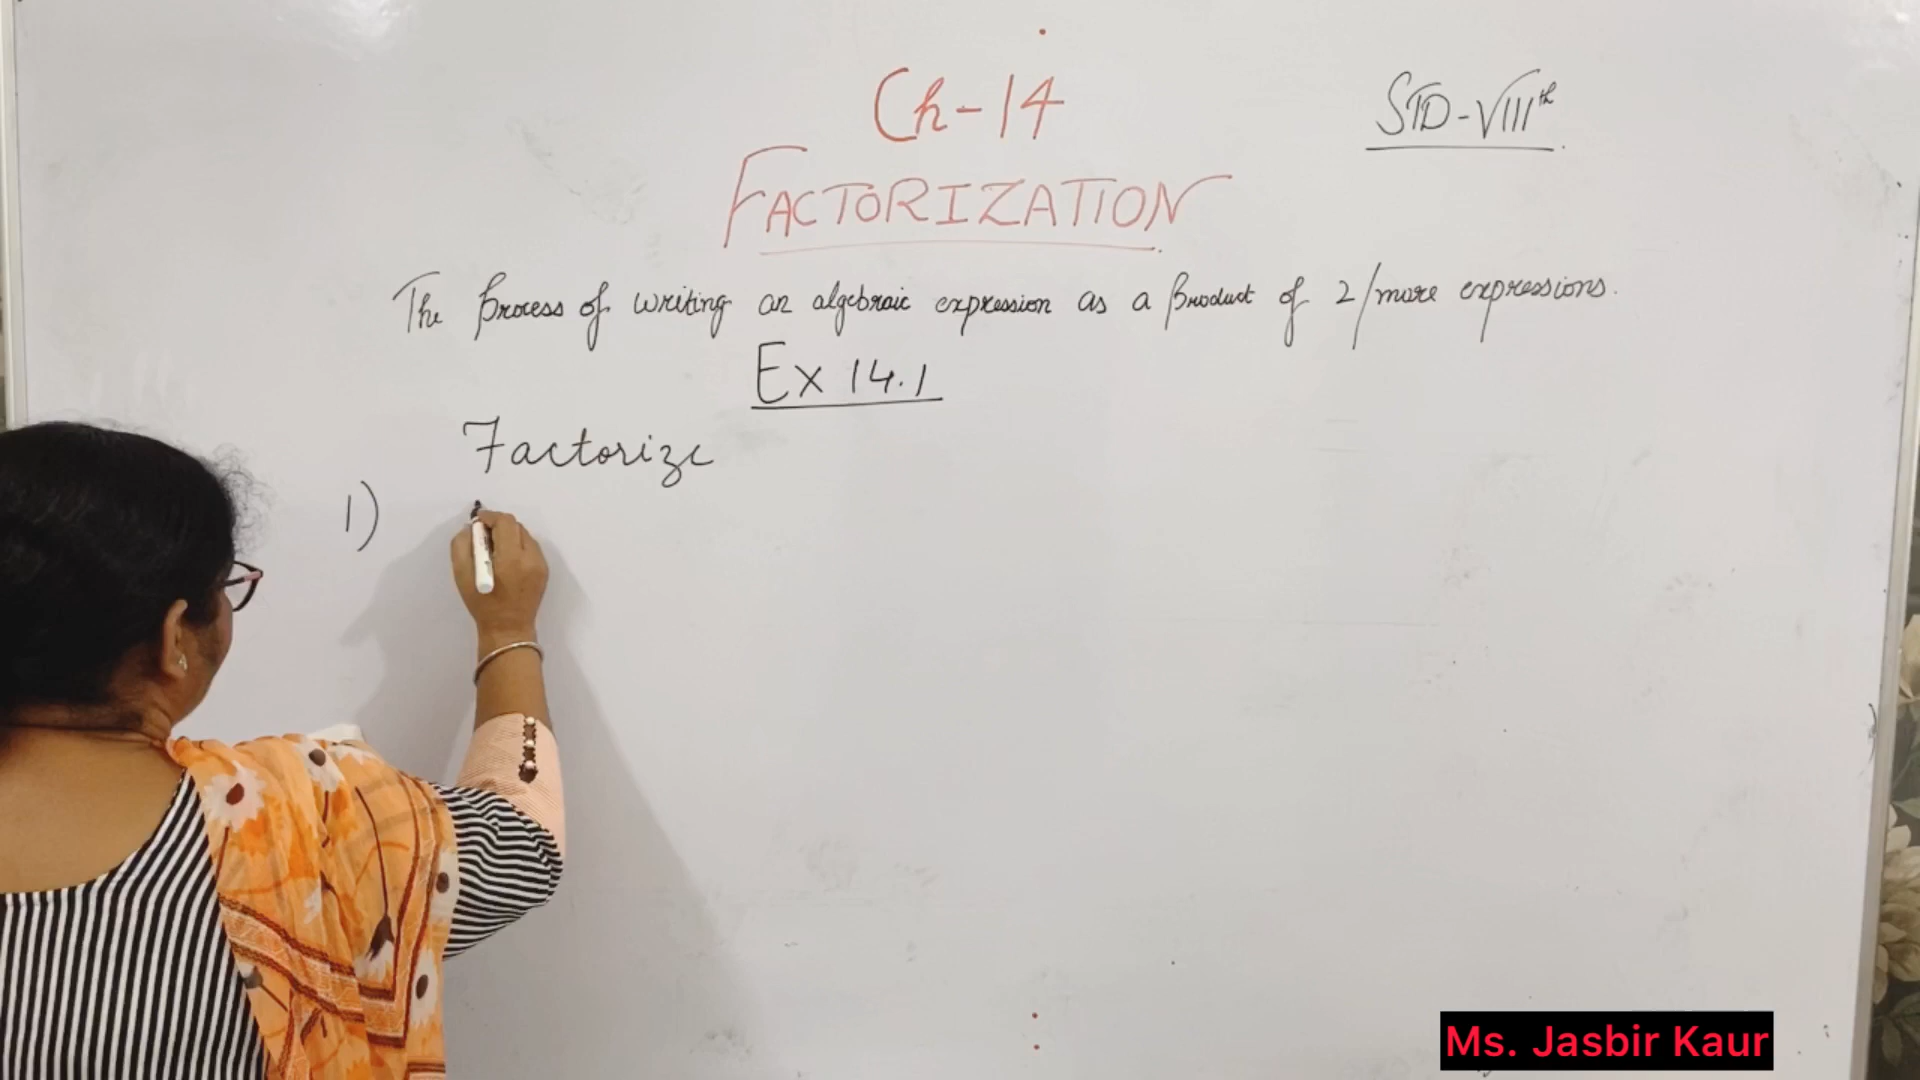 Ch-14
STD-VIIIth
FACTORIZATION
The process of writing an algebraic expression as a product of 2/more expressions.
Ex 14.1
Factorize
1)
Ms. Jasbir Kaur